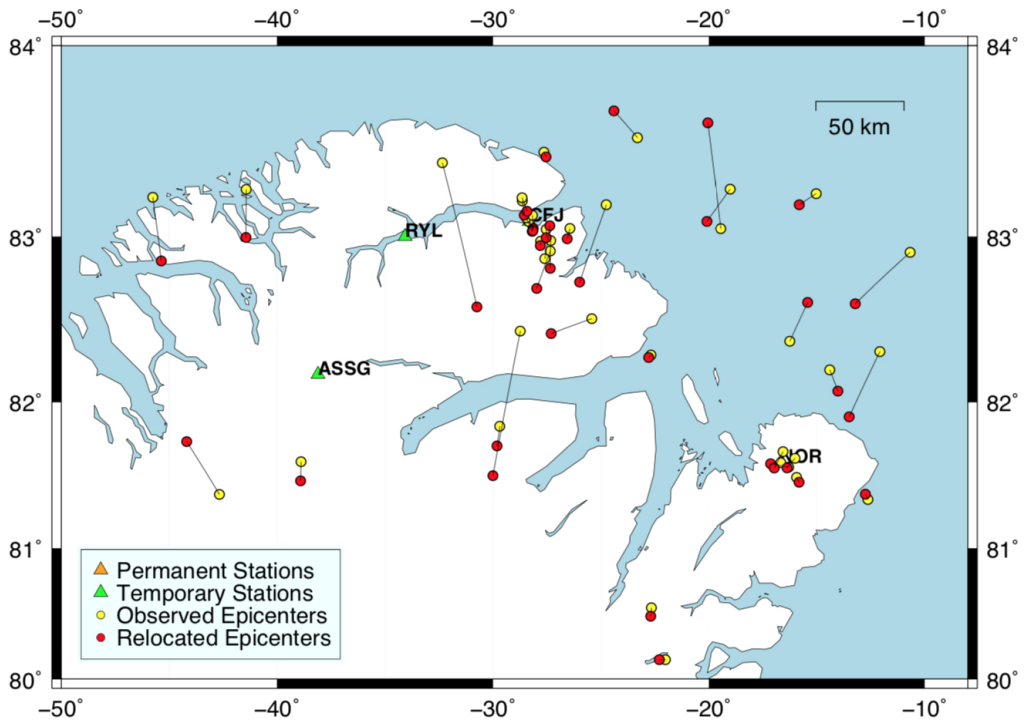 −50° −40° −30° −20° −10°
84° 84°
50 km
CFJ
RYL
83° 83°
ASSG
82° 82°
81° 81°
Permanent Stations
Temporary Stations
Observed Epicenters
Relocated Epicenters
80° 80°
−50° −40° −30° −20° −10°